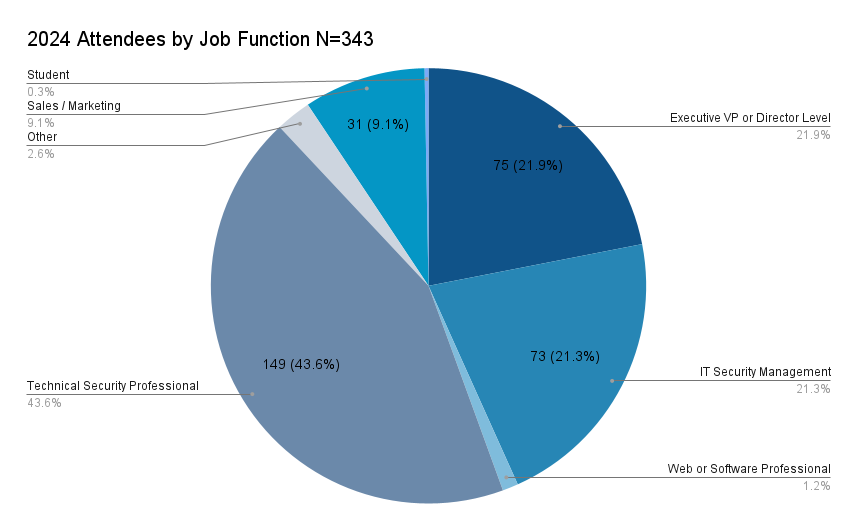 2024 Attendees by Job Function N=343
Student
0.3%
Sales / Marketing
9.1%
Other
2.6%
Technical Security Professional
43.6%
31 (9.1%)
75 (21.9%)
149 (43.6%)
73 (21.3%)
Executive VP or Director Level
21.9%
IT Security Management
21.3%
Web or Software Professional
1.2%